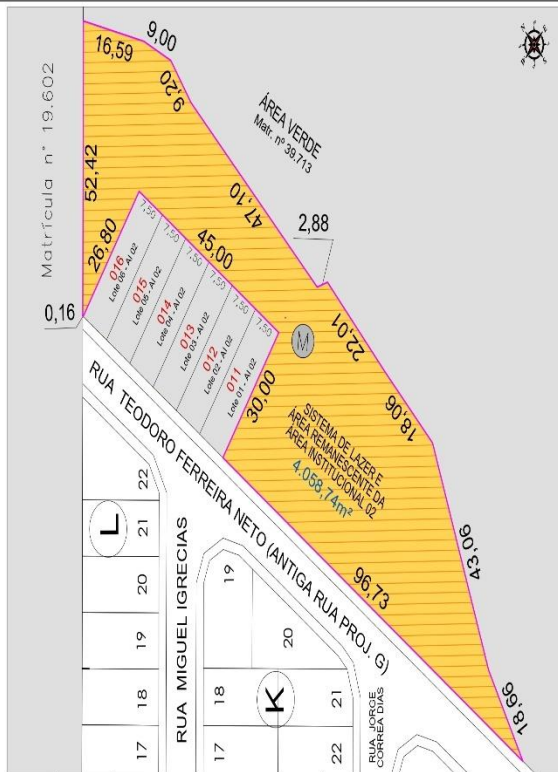 16,59
9,00
9,20
Matrícula n° 19.602
52,42
ÁREA VERDE
Matr. nº 39.713
47,10
2,88
26,80
45,00
7,50
7,50
7,50
7,50
7,50
7,50
016
Lote 06 - AI 02
015
Lote 05 - AI 02
014
Lote 04 - AI 02
013
Lote 03 - AI 02
012
Lote 02 - AI 02
011
Lote 01 - AI 02
0,16
M
22,01
30,00
18,06
SISTEMA DE LAZER E
ÁREA REMANESCENTE DA
ÁREA INSTITUCIONAL 02
4.058,74m²
RUA TEODORO FERREIRA NETO (ANTIGA RUA PROJ. G)
96,73
43,06
18,66
L
22
21
20
19
18
17
RUA MIGUEL IGRECIAS
19
18
17
K
20
21
22
RUA JORGE
CORREA DIAS